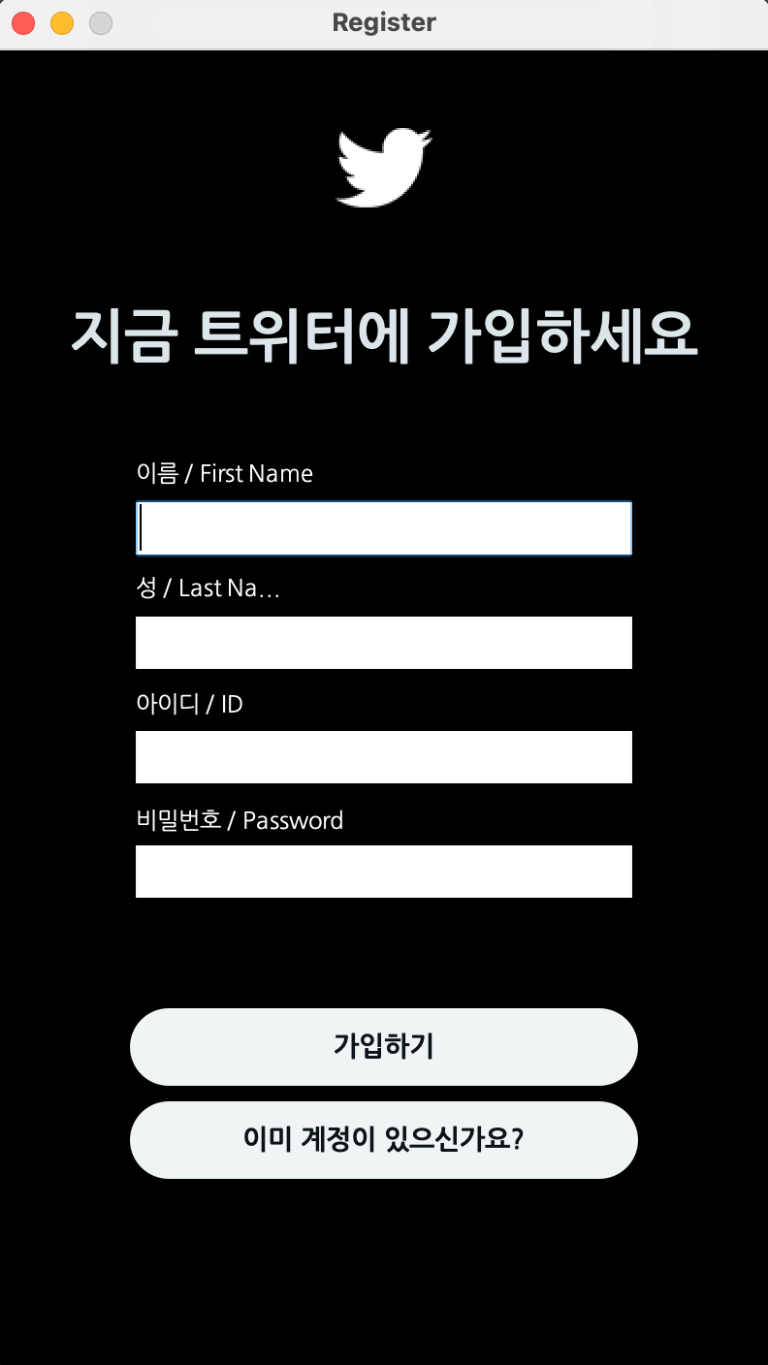 Register
지금 트위터에 가입하세요
이름 / First Name
성 / Last Na...
아이디 / ID
비밀번호 / Password
가입하기
이미 계정이 있으신가요?